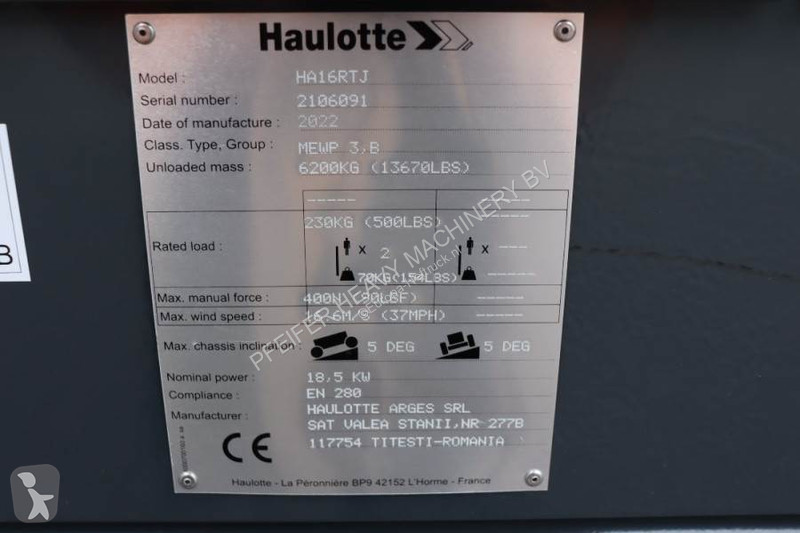 Haulotte
Model : HA16RTJ
Serial number : 2106091
Date of manufacture : 2022
Class. Type, Group : MEWP 3,B
Unloaded mass : 6200KG (13670LBS)
-----
230KG (500LBS)
Rated load : x 2 x
70KG(154LBS)
Max. manual force : 400N (90LBF)
Max. wind speed : 16.6M/S (37MPH)
Max. chassis inclination : 5 DEG 5 DEG
Nominal power : 18,5 KW
Compliance : EN 280
Manufacturer : HAULOTTE ARGES SRL
SAT VALEA STANII,NR 277B
117754 TITESTI-ROMANIA
CE
Haulotte - La Péronnière BP9 42152 L'Horme - France
PFEIFER HEAVY MACHINERY BV
B